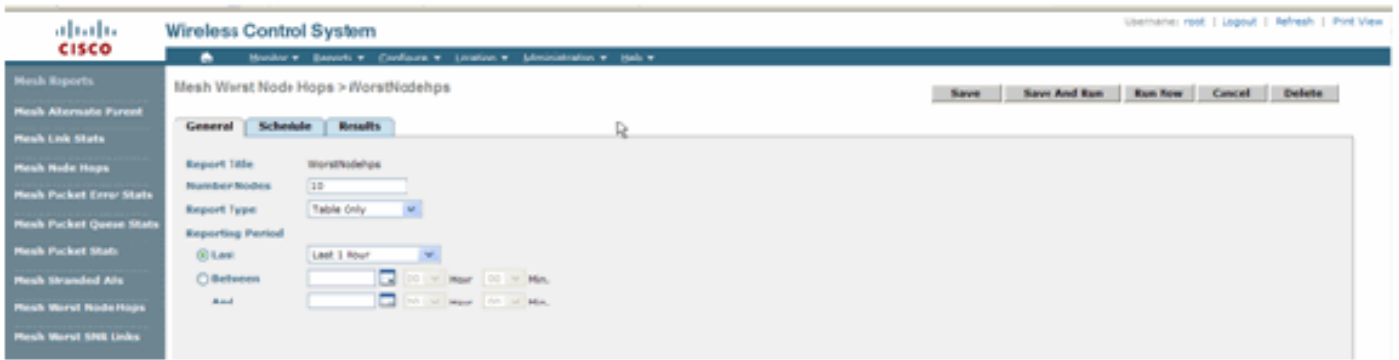 Username: root | Logout | Refresh | Print View
CISCO
Wireless Control System
Monitor Reports Configure Location Administration Help
Mesh Reports
Mesh Alternate Parent
Mesh Link Stats
Mesh Node Hops
Mesh Packet Error Stats
Mesh Packet Queue Stats
Mesh Packet Stats
Mesh Stranded APs
Mesh Worst Node Hops
Mesh Worst SNR Links
Mesh Worst Node Hops > WorstNodehps
Save Save And Run Run Now Cancel Delete
General Schedule Results
Report Title WorstNodehps
Number Nodes 10
Report Type Table Only
Reporting Period
Last Last 1 Hour
Between 00 Hour 00 Min.
And 00 Hour 00 Min.